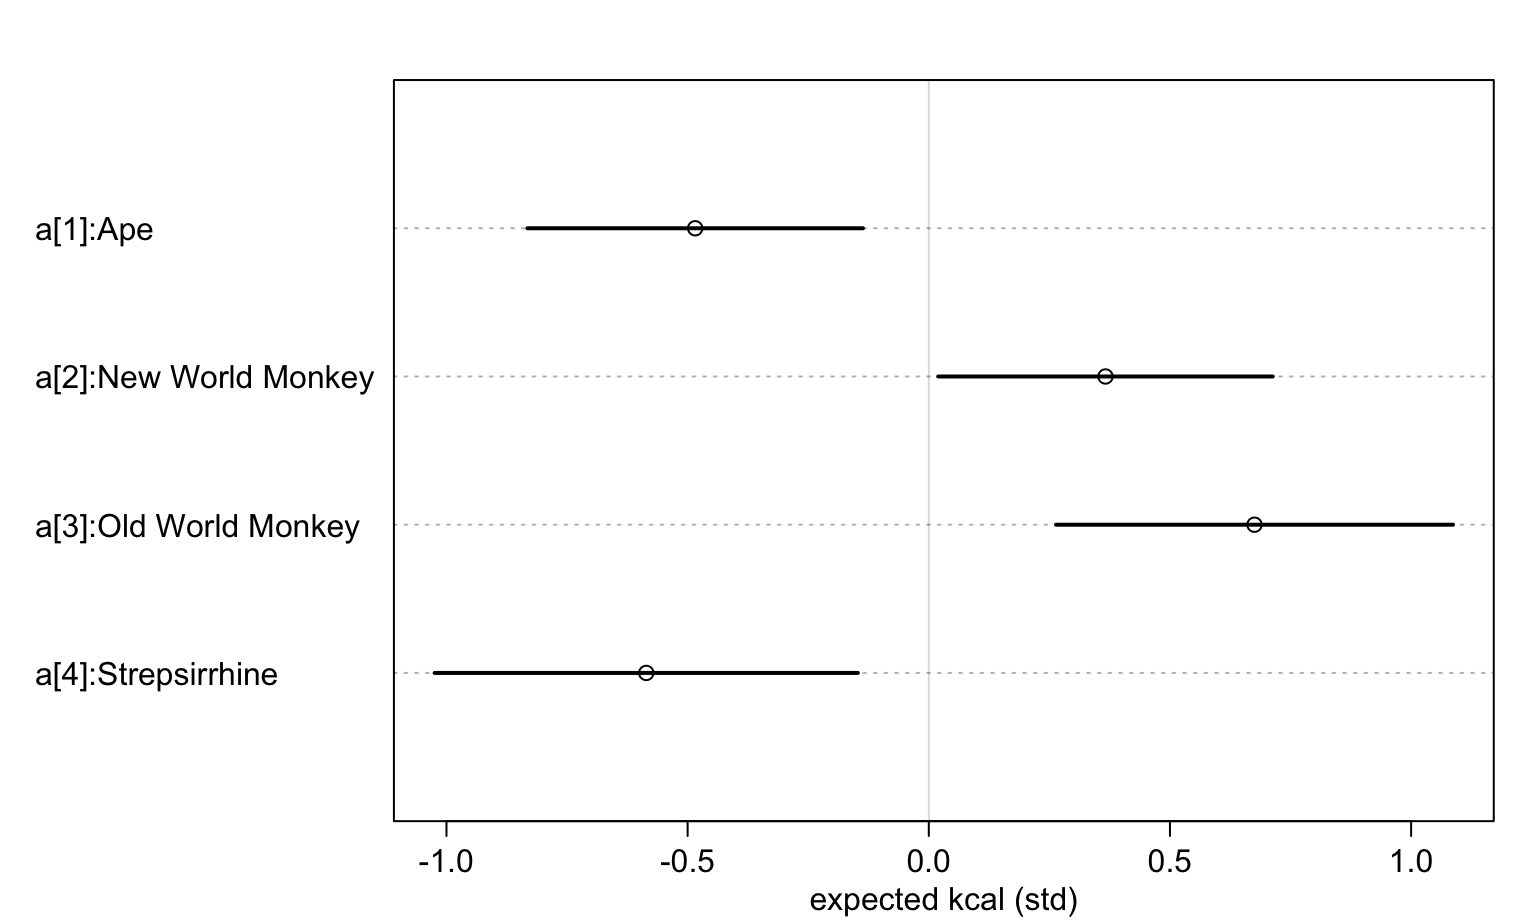 a[1]:Ape
a[2]:New World Monkey
a[3]:Old World Monkey
a[4]:Strepsirrhine
-1.0 -0.5 0.0 0.5 1.0
expected kcal (std)